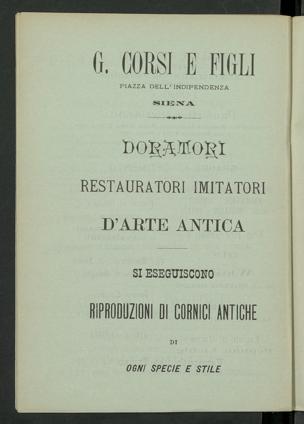 G. CORSI E FIGLI
PIAZZA DELL'INDIPENDENZA
SIENA
DORATORI
RESTAURATORI IMITATORI
D'ARTE ANTICA
SI ESEGUISCONO
RIPRODUZIONI DI CORNICI ANTICHE
DI
OGNI SPECIE E STILE